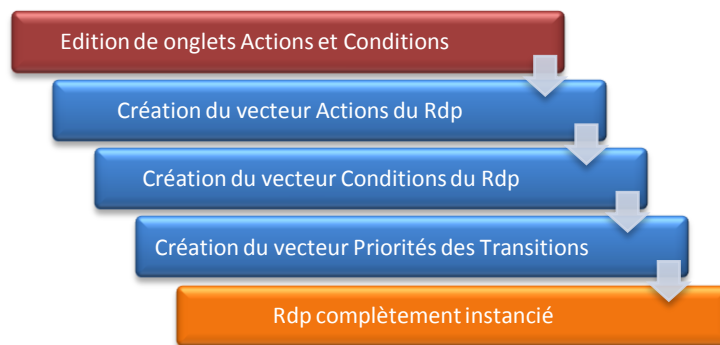 Edition de onglets Actions et Conditions
Création du vecteur Actions du Rdp
Création du vecteur Conditions du Rdp
Création du vecteur Priorités des Transitions
Rdp complètement instancié